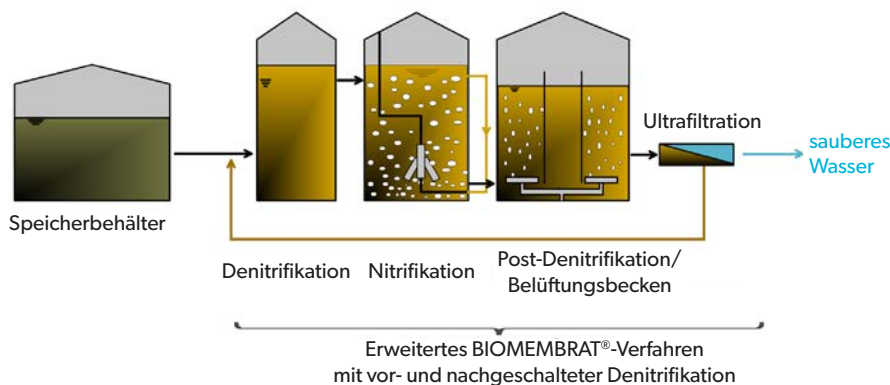 Ultrafiltration
sauberes
Wasser
Speicherbehälter
Denitrifikation
Nitrifikation
Post-Denitrifikation/
Belüftungsbecken
Erweitertes BIOMEMBRAT®-Verfahren
mit vor- und nachgeschalteter Denitrifikation